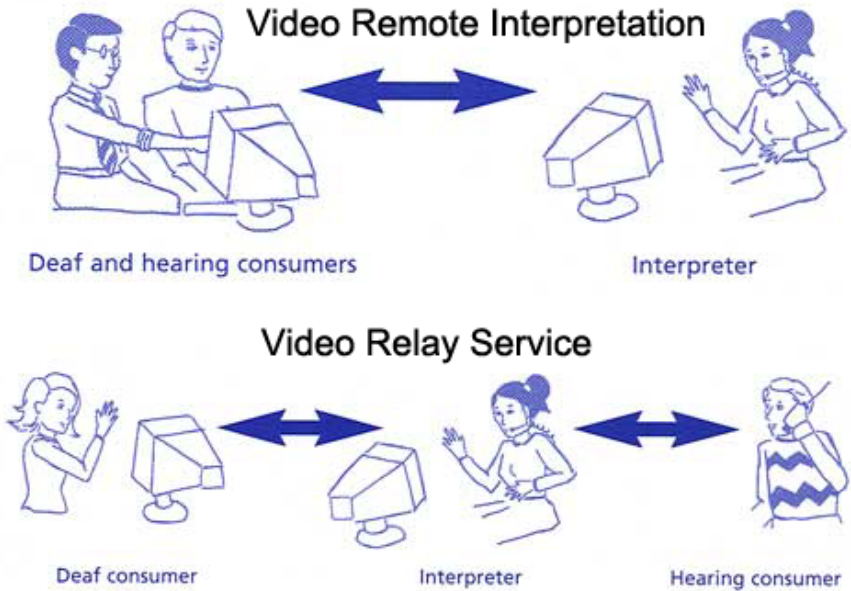 Video Remote Interpretation
Deaf and hearing consumers
Interpreter
Video Relay Service
Deaf consumer
Interpreter
Hearing consumer